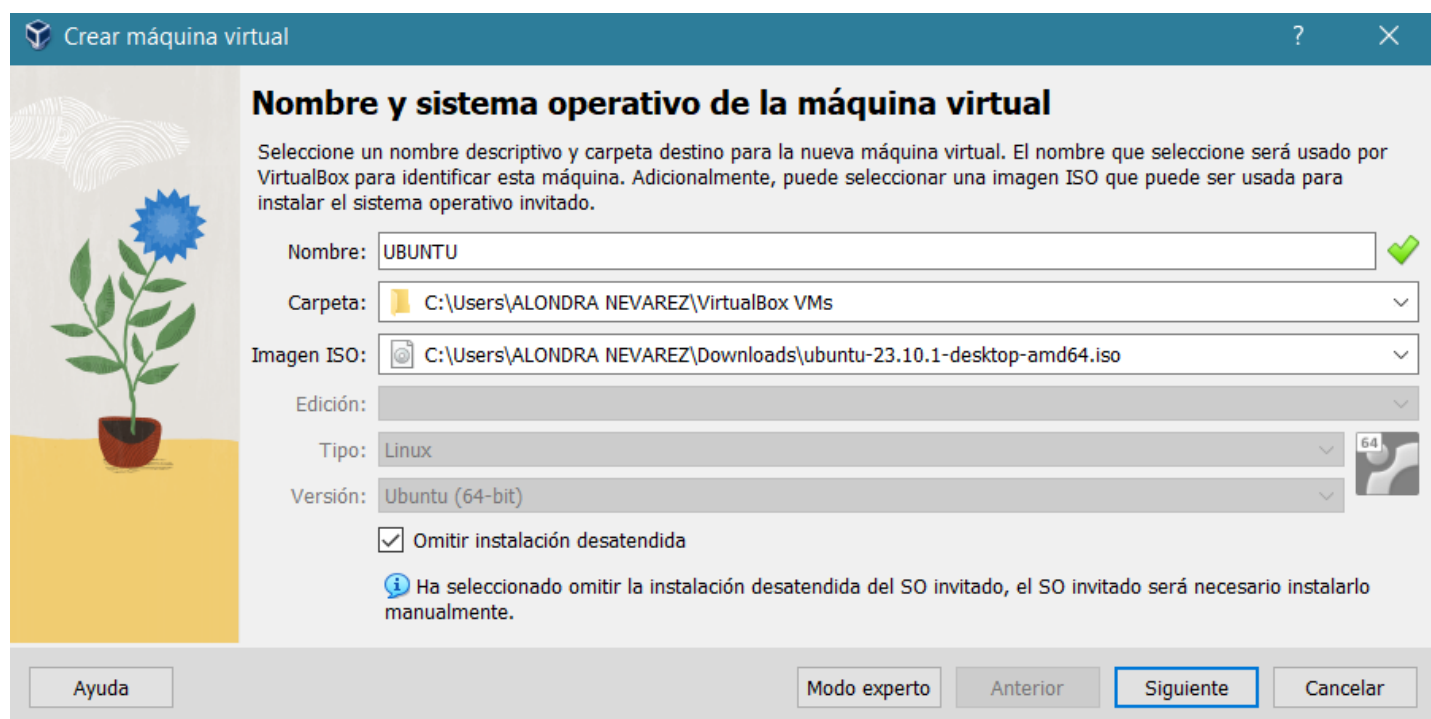 Crear máquina virtual
?
Nombre y sistema operativo de la máquina virtual
Seleccione un nombre descriptivo y carpeta destino para la nueva máquina virtual. El nombre que seleccione será usado por
VirtualBox para identificar esta máquina. Adicionalmente, puede seleccionar una imagen ISO que puede ser usada para
instalar el sistema operativo invitado.
Nombre: UBUNTU
Carpeta: C:\Users\ALONDRA NEVAREZ\VirtualBox VMs
Imagen ISO: C:\Users\ALONDRA NEVAREZ\Downloads\ubuntu-23.10.1-desktop-amd64.iso
Edición:
Tipo: Linux 64
Versión: Ubuntu (64-bit)
Omitir instalación desatendida
Ha seleccionado omitir la instalación desatendida del SO invitado, el SO invitado será necesario instalarlo
manualmente.
Ayuda Modo experto Anterior Siguiente Cancelar